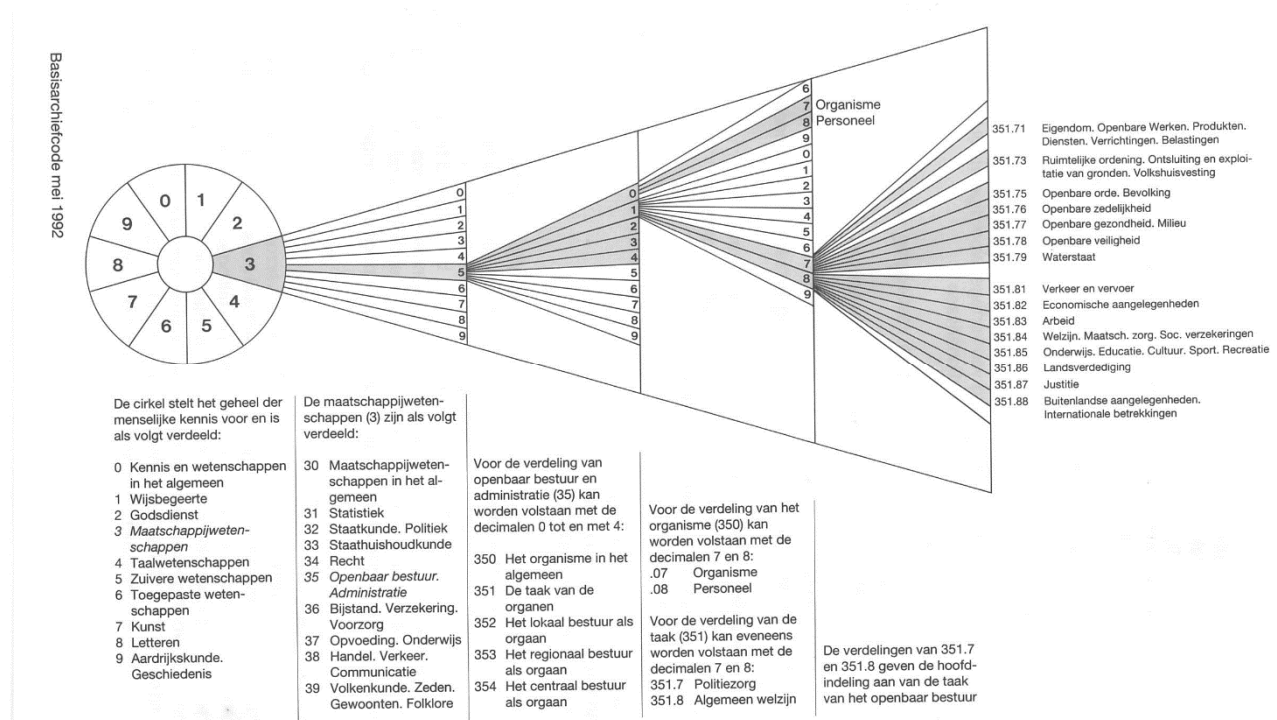 Basisarchiefcode mei 1992
0
1
2
3
4
5
6
7
8
9
0
1
2
3
4
5
6
7
8
9
0
1
2
3
4
5
6
7
8
9
6
7 Organisme
8 Personeel
9
0
1
2
3
4
5
6
7
8
9
351.71 Eigendom. Openbare Werken. Produkten.
Diensten. Verrichtingen. Belastingen
351.73 Ruimtelijke ordening. Ontsluiting en exploi-
tatie van gronden. Volkshuisvesting
351.75 Openbare orde. Bevolking
351.76 Openbare zedelijkheid
351.77 Openbare gezondheid. Milieu
351.78 Openbare veiligheid
351.79 Waterstaat
351.81 Verkeer en vervoer
351.82 Economische aangelegenheden
351.83 Arbeid
351.84 Welzijn. Maatsch. zorg. Soc. verzekeringen
351.85 Onderwijs. Educatie. Cultuur. Sport. Recreatie
351.86 Landsverdediging
351.87 Justitie
351.88 Buitenlandse aangelegenheden.
Internationale betrekkingen
De cirkel stelt het geheel der
menselijke kennis voor en is
als volgt verdeeld:
0 Kennis en wetenschappen
in het algemeen
1 Wijsbegeerte
2 Godsdienst
3 Maatschappijweten-
schappen
4 Taalwetenschappen
5 Zuivere wetenschappen
6 Toegepaste weten-
schappen
7 Kunst
8 Letteren
9 Aardrijkskunde.
Geschiedenis
De maatschappijweten-
schappen (3) zijn als volgt
verdeeld:
30 Maatschappijweten-
schappen in het al-
gemeen
31 Statistiek
32 Staatkunde. Politiek
33 Staathuishoudkunde
34 Recht
35 Openbaar bestuur.
Administratie
36 Bijstand. Verzekering.
Voorzorg
37 Opvoeding. Onderwijs
38 Handel. Verkeer.
Communicatie
39 Volkenkunde. Zeden.
Gewoonten. Folklore
Voor de verdeling van
openbaar bestuur en
administratie (35) kan
worden volstaan met de
decimalen 0 tot en met 4:
350 Het organisme in het
algemeen
351 De taak van de
organen
352 Het lokaal bestuur als
orgaan
353 Het regionaal bestuur
als orgaan
354 Het centraal bestuur
als orgaan
Voor de verdeling van het
organisme (350) kan
worden volstaan met de
decimalen 7 en 8:
.07 Organisme
.08 Personeel
Voor de verdeling van de
taak (351) kan eveneens
worden volstaan met de
decimalen 7 en 8:
351.7 Politiezorg
351.8 Algemeen welzijn
De verdelingen van 351.7
en 351.8 geven de hoofd-
indeling aan van de taak
van het openbaar bestuur